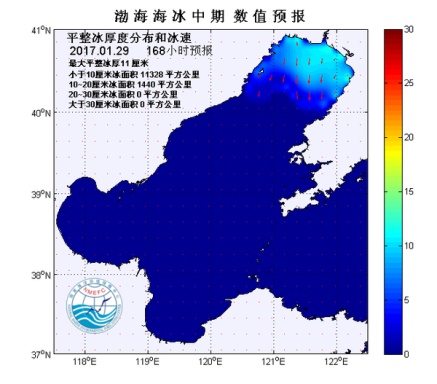 渤海海冰中期 数值预报
平整冰厚度分布和冰速
2017.01.29 168小时预报
最大平整冰厚11 厘米
小于10厘米冰面积 11328 平方公里
10-20厘米冰面积 1440 平方公里
20-30厘米冰面积 0 平方公里
大于30厘米冰面积 0 平方公里
41°N
40°N
39°N
38°N
37°N
118°E 119°E 120°E 121°E 122°E
30
25
20
15
10
5
0
NMEFC